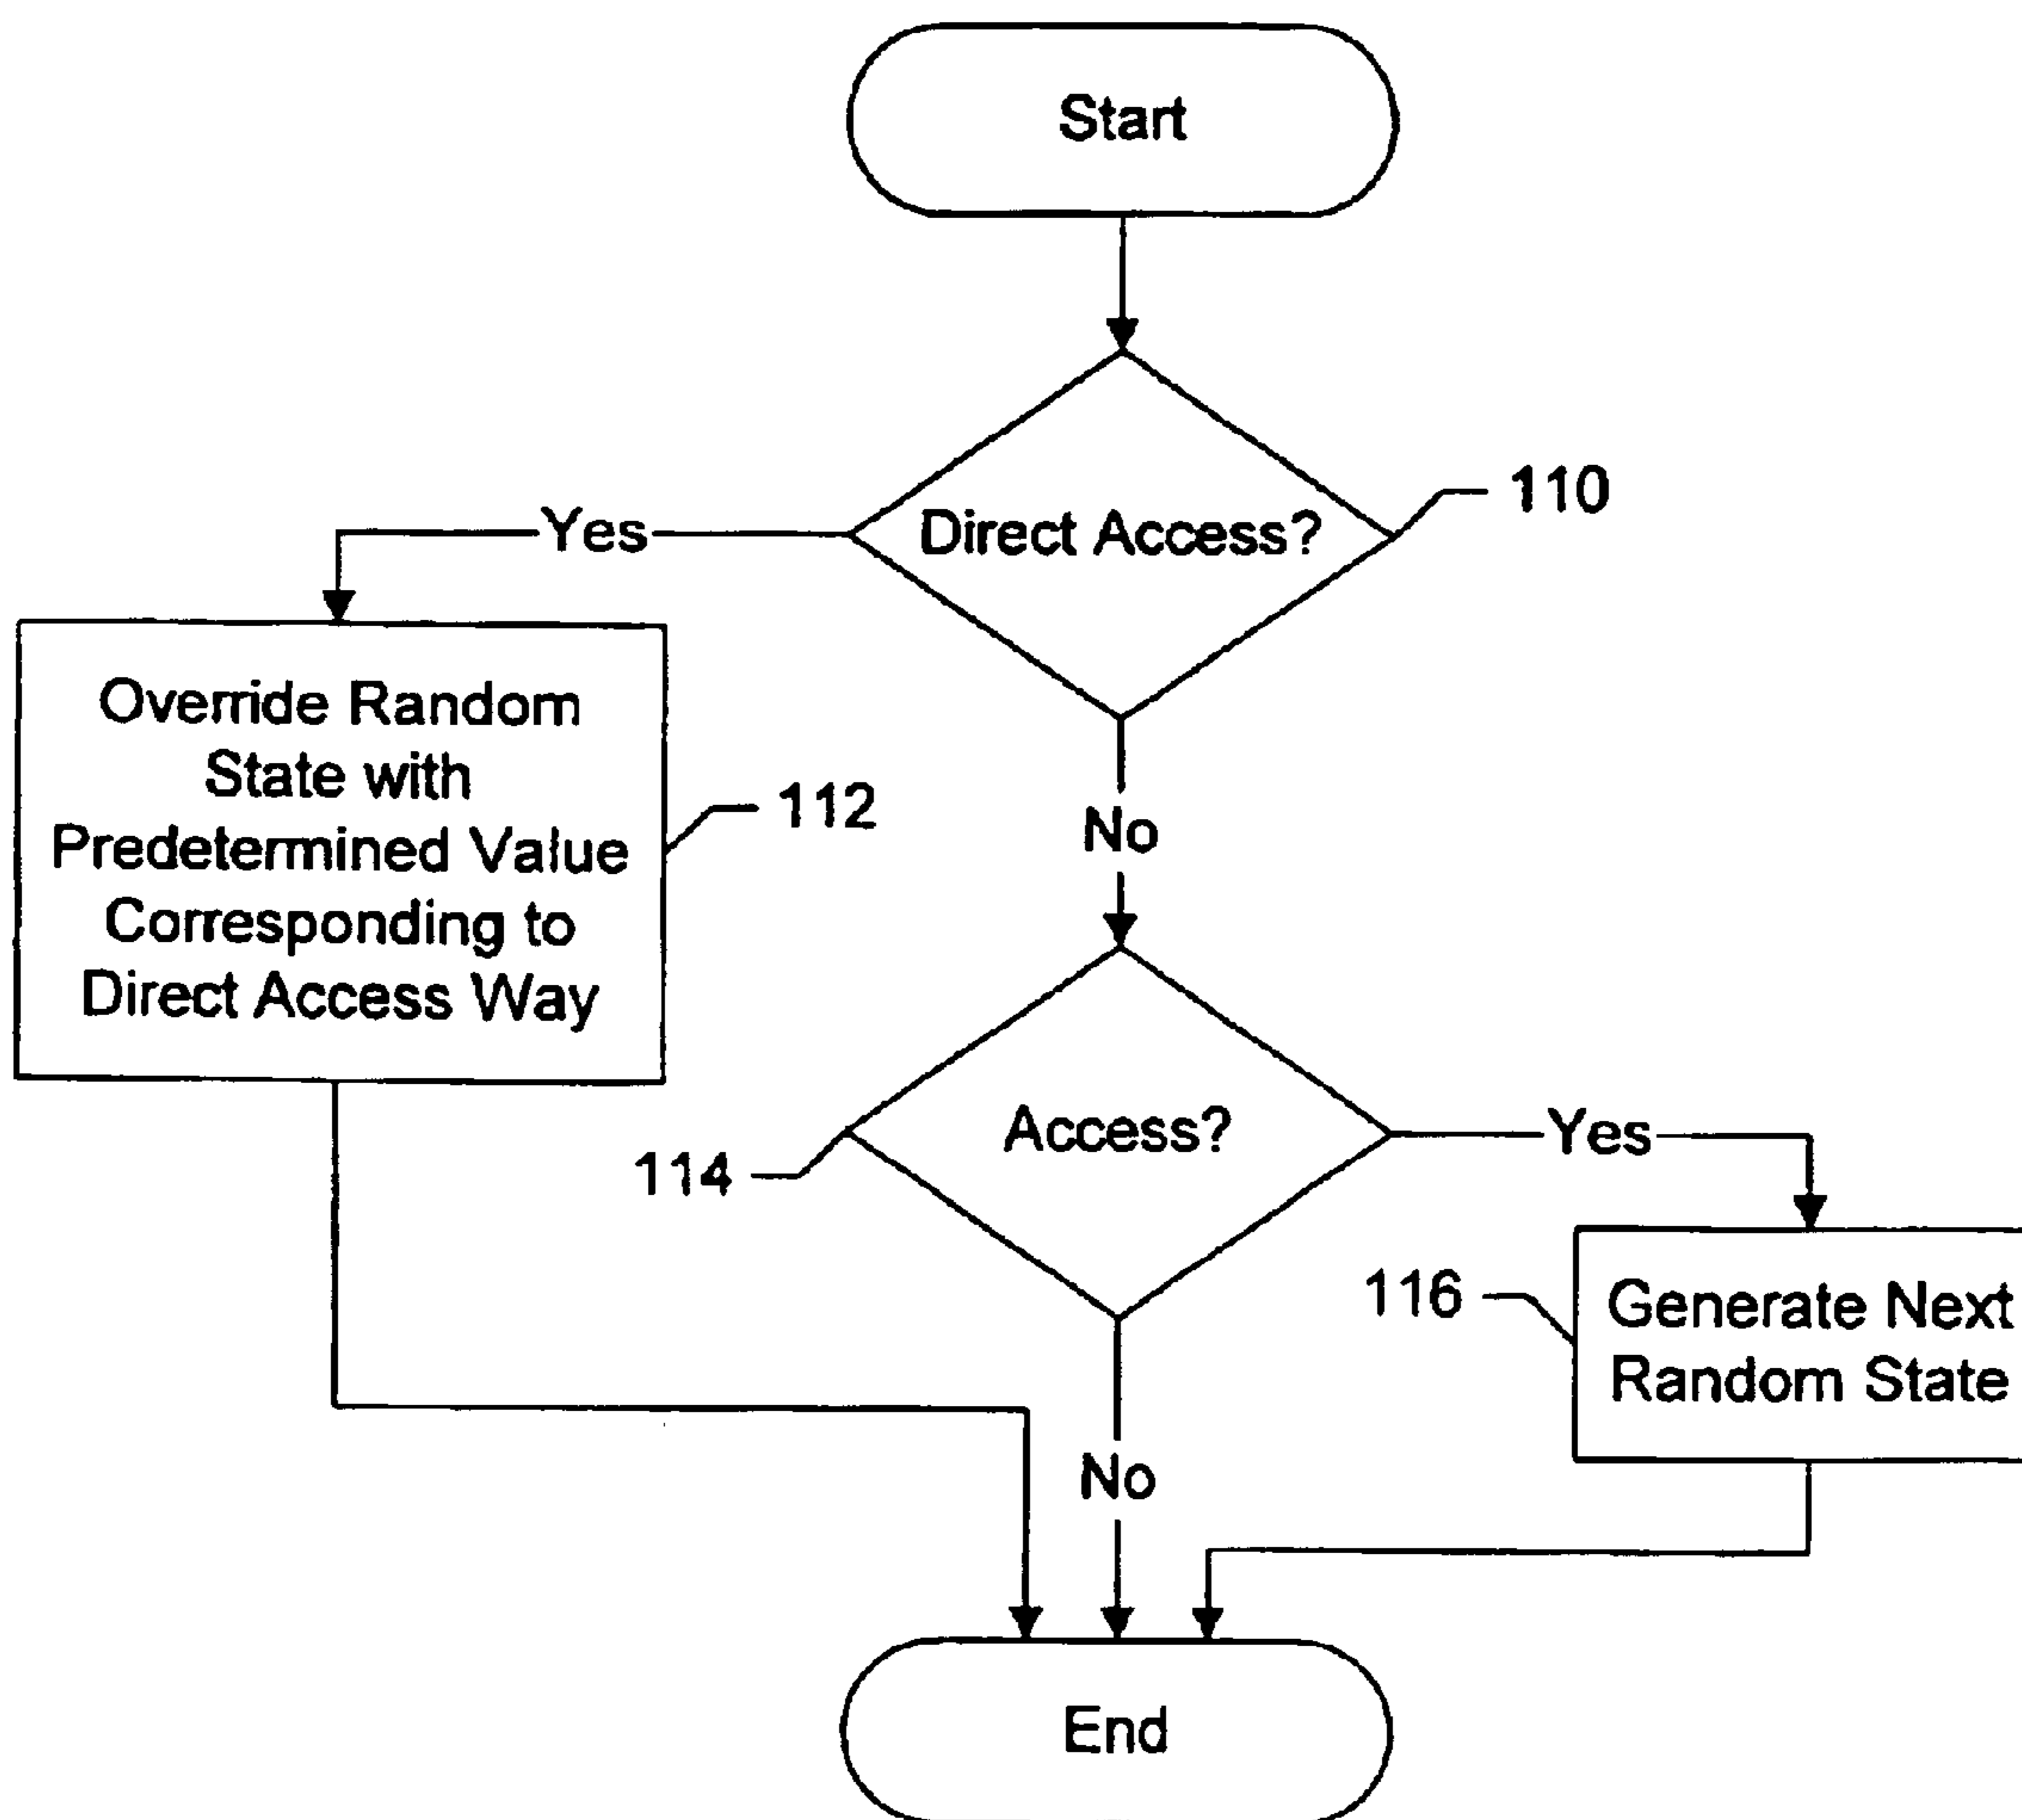 Start
Direct Access?
110
Yes
Override Random
State with
Predetermined Value
Corresponding to
Direct Access Way
112
No
Access?
114
Yes
116
Generate Next
Random State
No
End